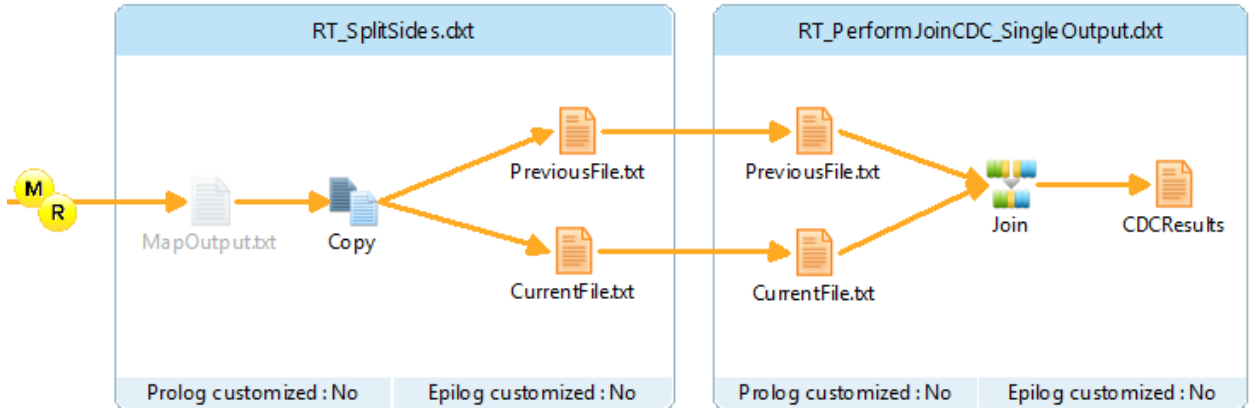 RT_SplitSides.dxt
RT_PerformJoinCDC_SingleOutput.dxt
M
R
MapOutput.txt
Copy
PreviousFile.txt
CurrentFile.txt
PreviousFile.txt
CurrentFile.txt
Join
CDCResults
Prolog customized : No
Epilog customized : No
Prolog customized : No
Epilog customized : No